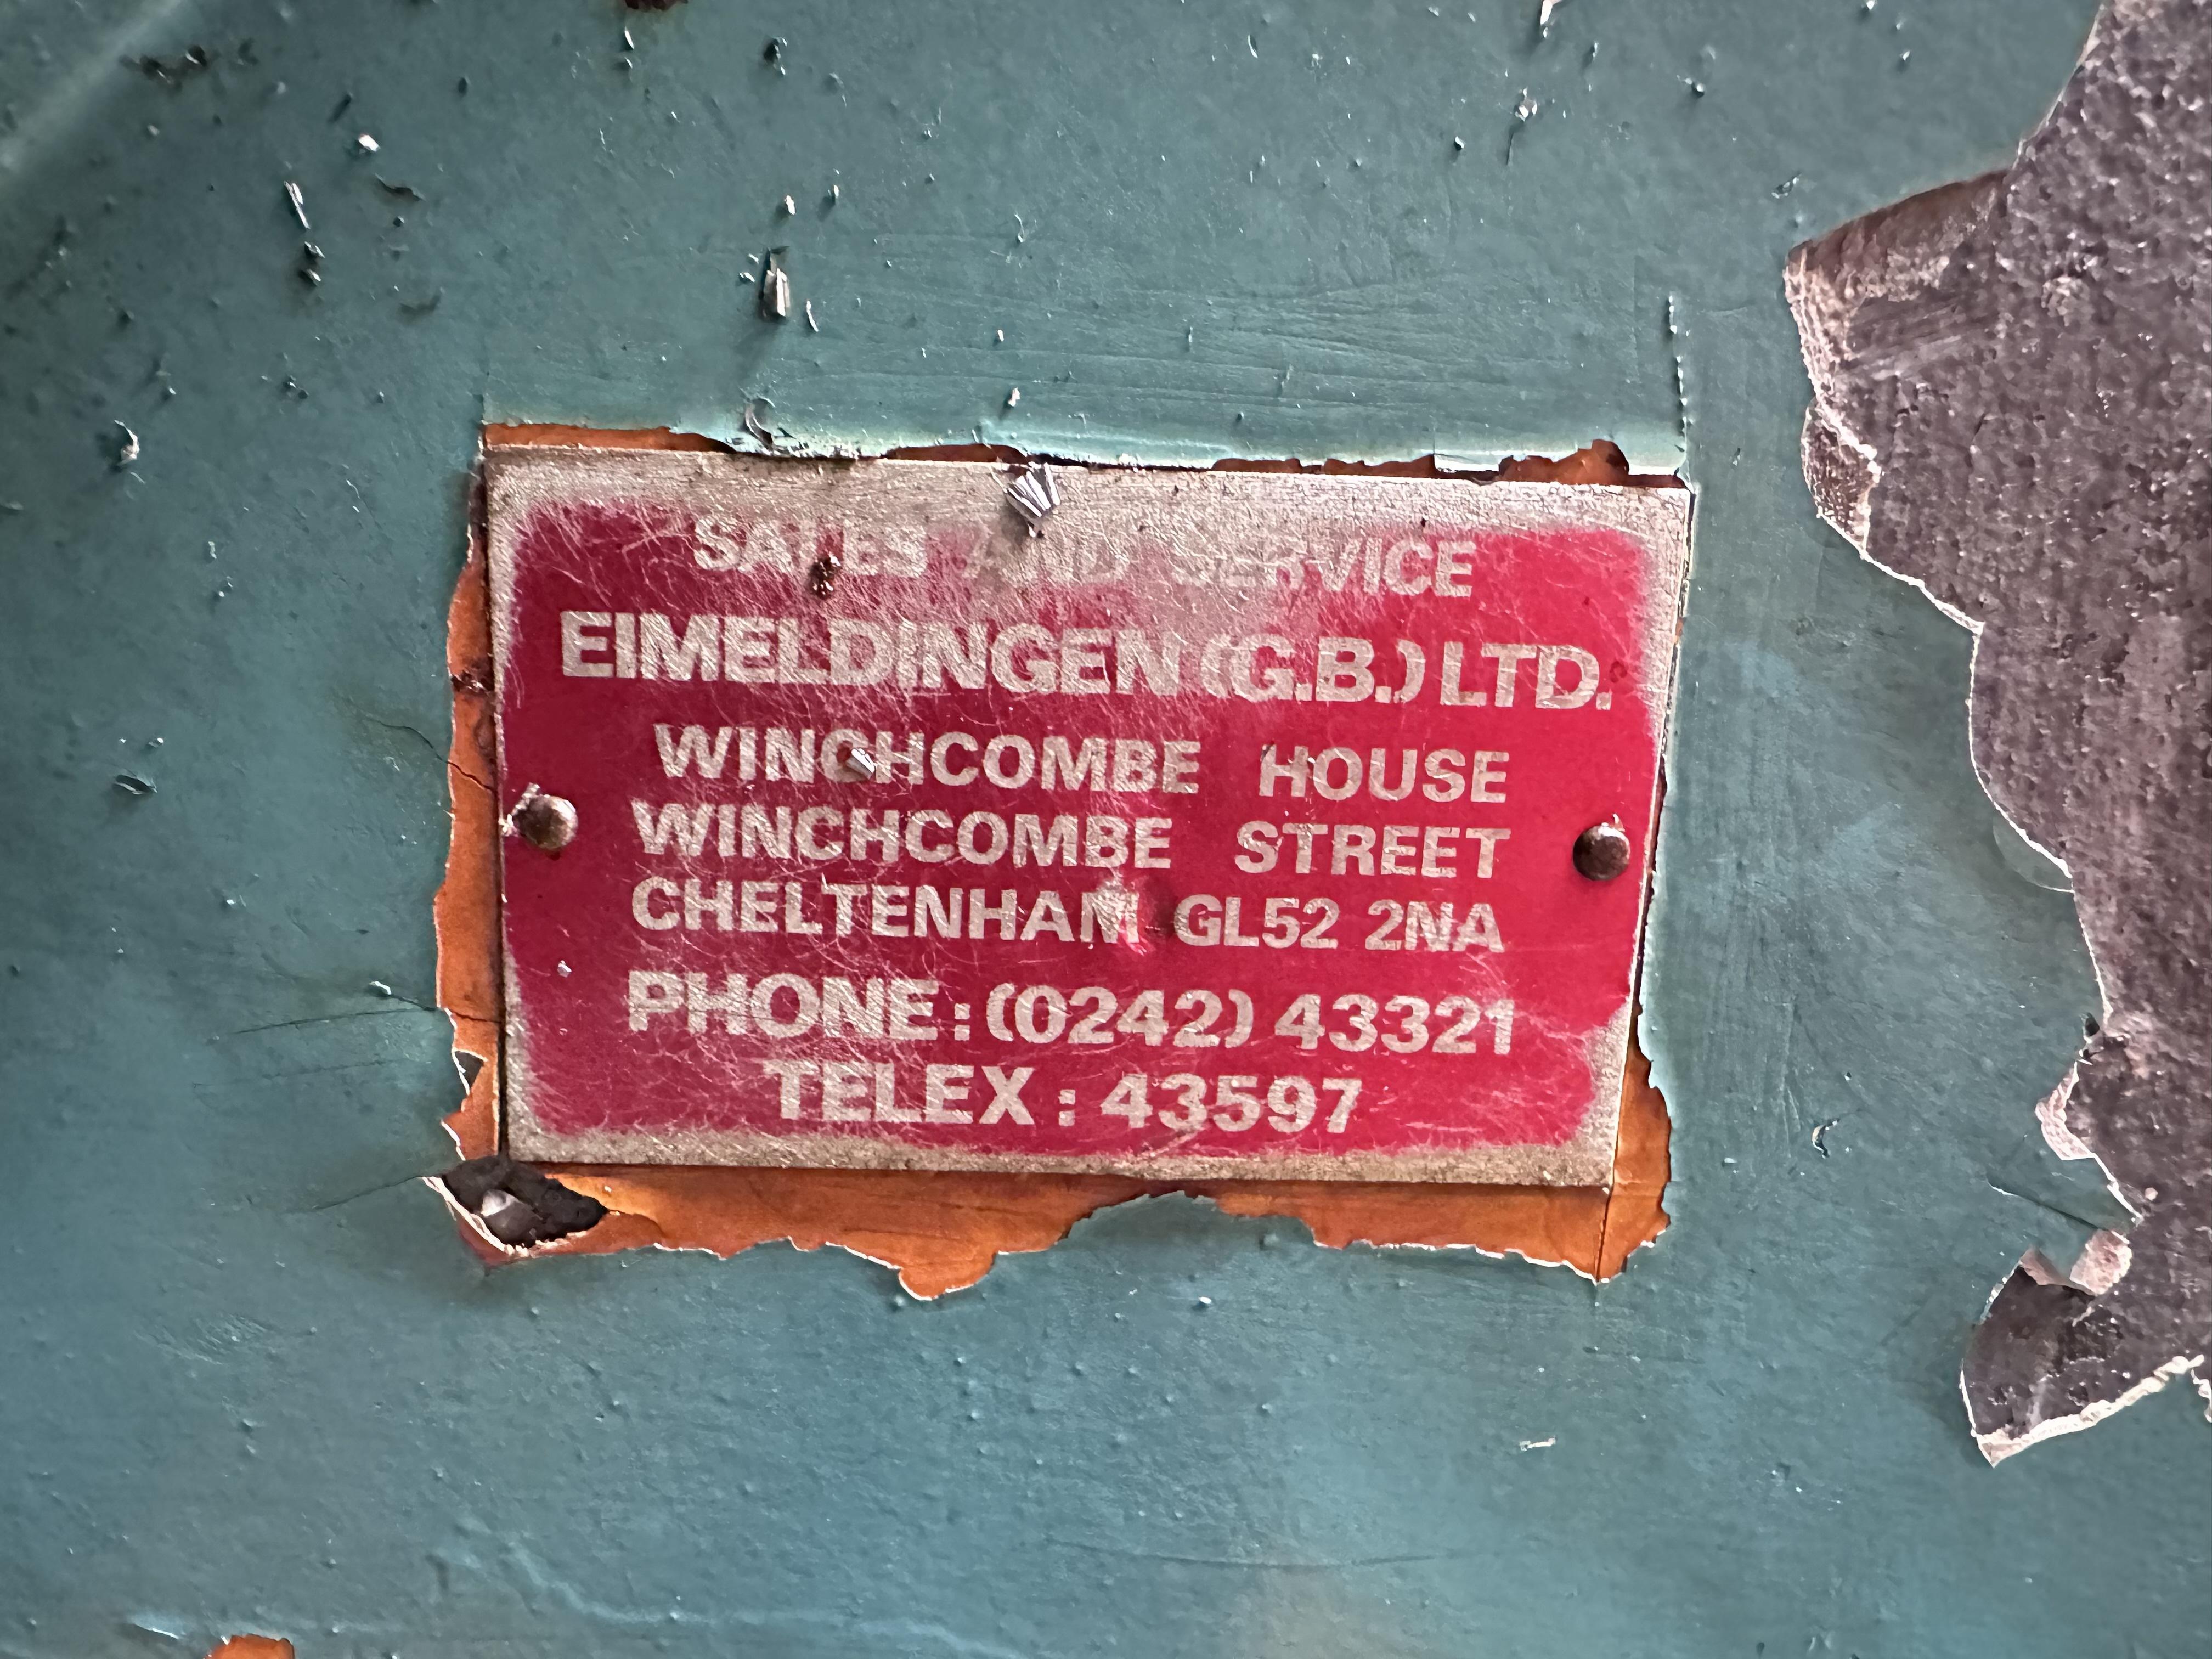 SALES AND SERVICE
EIMELDINGEN (G.B.) LTD.
WINCHCOMBE HOUSE
WINCHCOMBE STREET
CHELTENHAM GL52 2NA
PHONE : (0242) 43321
TELEX : 43597